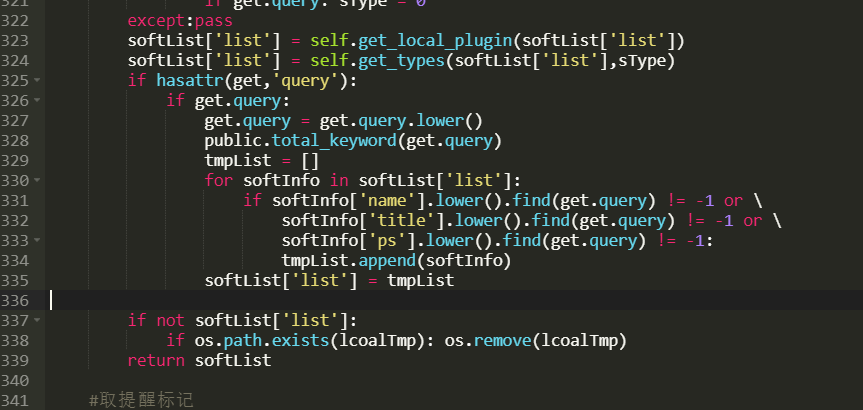 321                if get.query: sType = 0
322        except:pass
323        softList['list'] = self.get_local_plugin(softList['list'])
324        softList['list'] = self.get_types(softList['list'],sType)
325        if hasattr(get,'query'):
326            if get.query:
327                get.query = get.query.lower()
328                public.total_keyword(get.query)
329                tmpList = []
330                for softInfo in softList['list']:
331                    if softInfo['name'].lower().find(get.query) != -1 or \
332                        softInfo['title'].lower().find(get.query) != -1 or \
333                        softInfo['ps'].lower().find(get.query) != -1:
334                        tmpList.append(softInfo)
335                softList['list'] = tmpList
336
337        if not softList['list']:
338            if os.path.exists(lcoalTmp): os.remove(lcoalTmp)
339        return softList
340
341    #取提醒标记